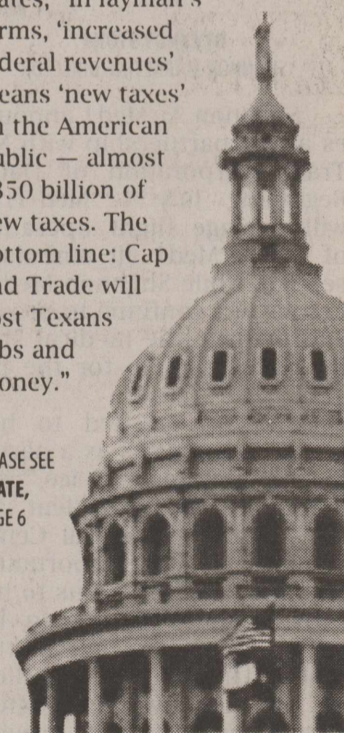 ates, "In layman's
rms, 'increased
deral revenues'
eans 'new taxes'
n the American
ublic — almost
350 billion of
ew taxes. The
ottom line: Cap
nd Trade will
ost Texans
bs and
oney."
ASE SEE
ATE,
GE 6